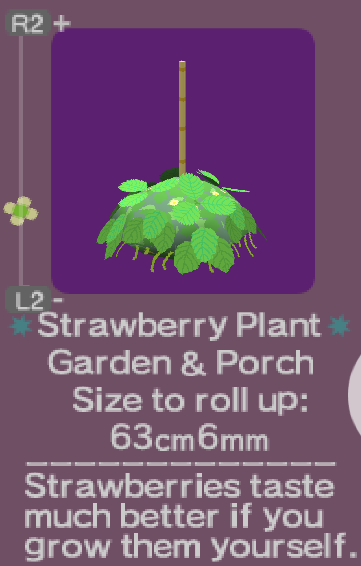 R2 +
L2 -
Strawberry Plant
Garden & Porch
Size to roll up:
63cm6mm
Strawberries taste
much better if you
grow them yourself.